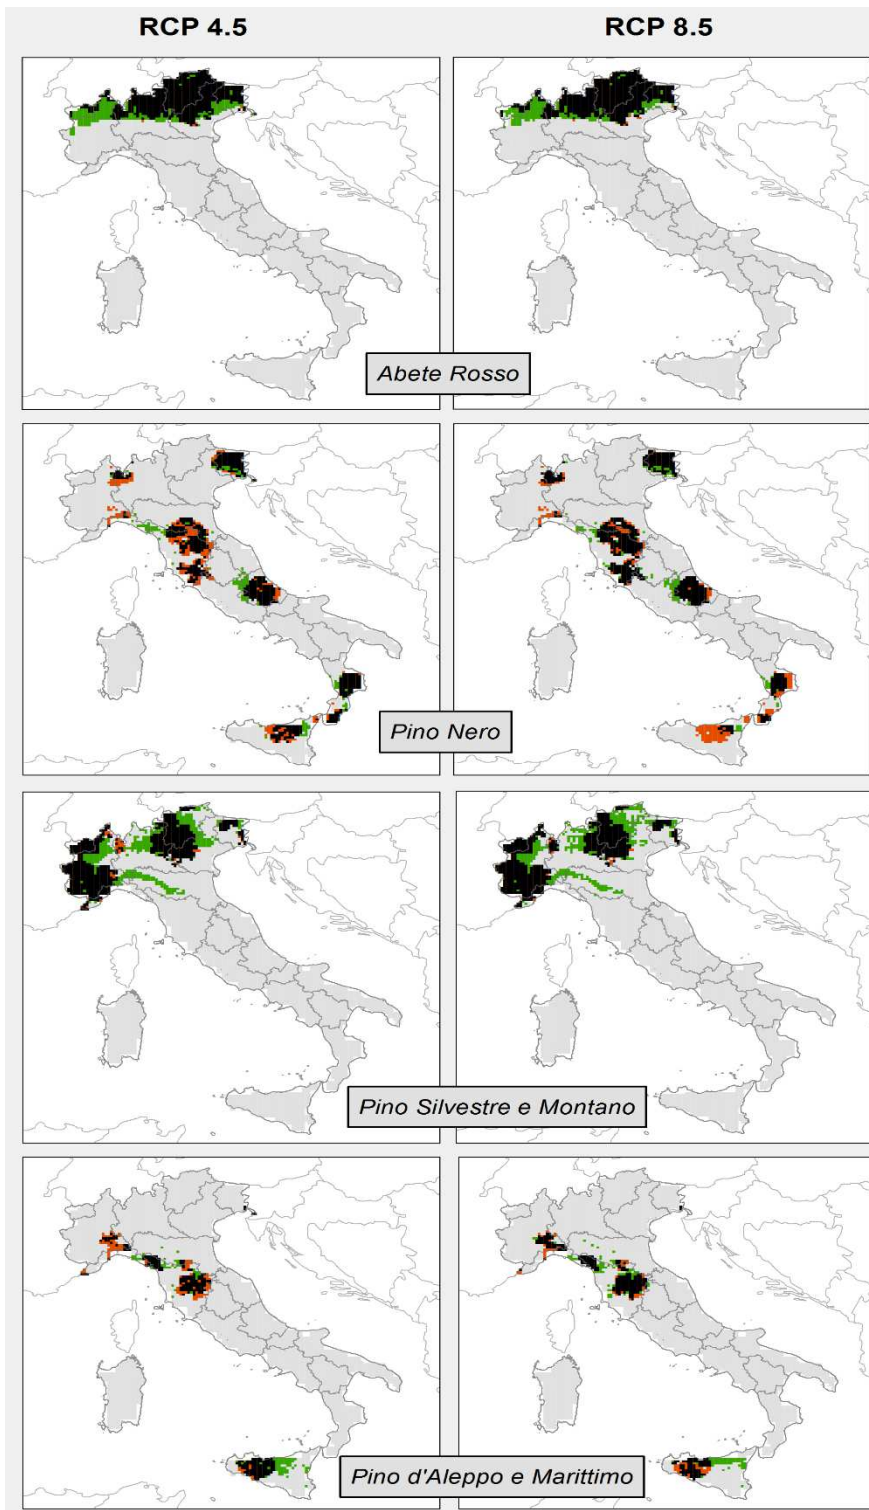 RCP 4.5
RCP 8.5
Abete Rosso
Pino Nero
Pino Silvestre e Montano
Pino d'Aleppo e Marittimo